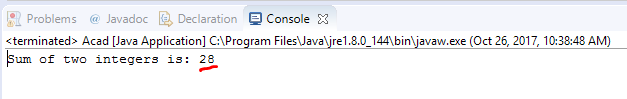 Problems @ Javadoc Declaration Console
<terminated> Acad [Java Application] C:\Program Files\Java\jre1.8.0_144\bin\javaw.exe (Oct 26, 2017, 10:38:48 AM)
Sum of two integers is: 28